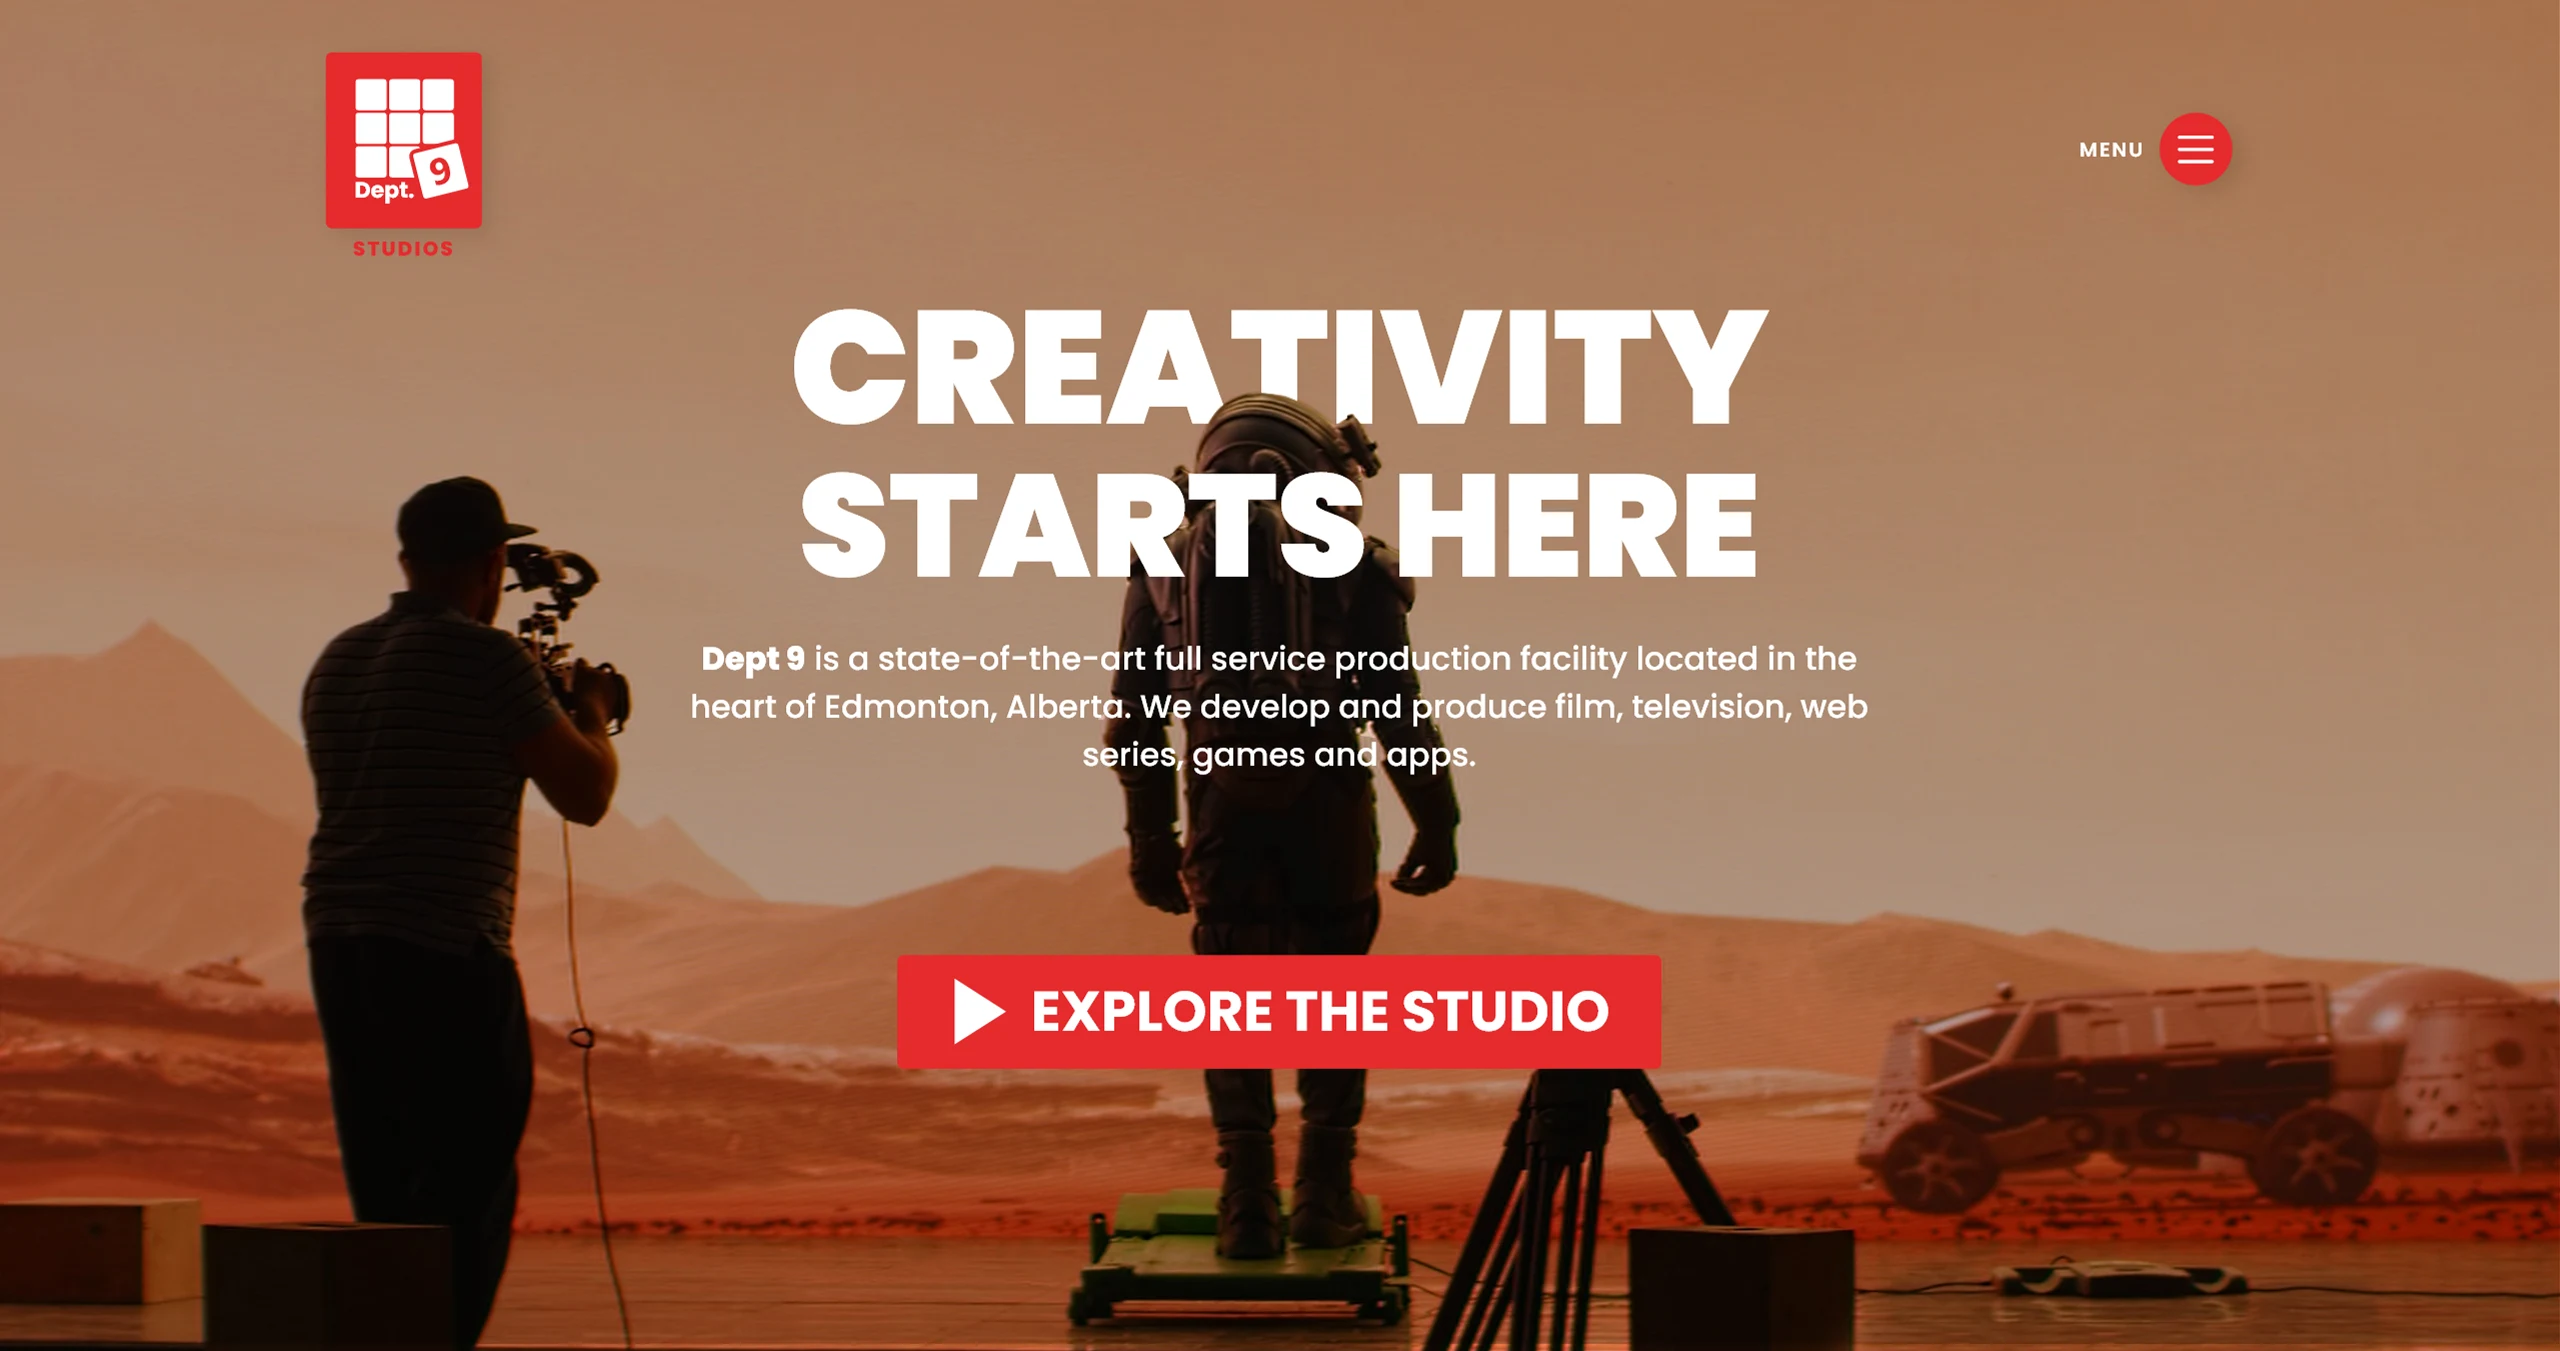 Dept. 9
STUDIOS
MENU
CREATIVITY
STARTS HERE
Dept 9 is a state-of-the-art full service production facility located in the
heart of Edmonton, Alberta. We develop and produce film, television, web
series, games and apps.
EXPLORE THE STUDIO